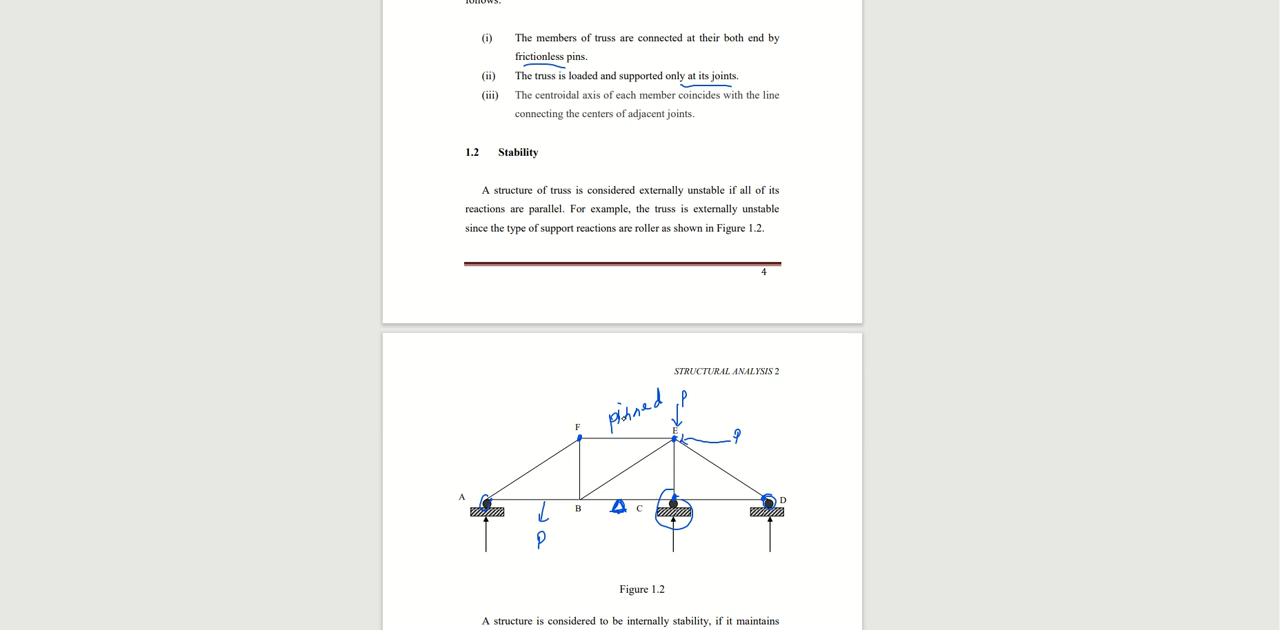 follows:
(i) The members of truss are connected at their both end by
frictionless pins.
(ii) The truss is loaded and supported only at its joints.
(iii) The centroidal axis of each member coincides with the line
connecting the centers of adjacent joints.
1.2 Stability
A structure of truss is considered externally unstable if all of its
reactions are parallel. For example, the truss is externally unstable
since the type of support reactions are roller as shown in Figure 1.2.
4
STRUCTURAL ANALYSIS 2
pinned P
F E P
A B C D
P
Figure 1.2
A structure is considered to be internally stability, if it maintains